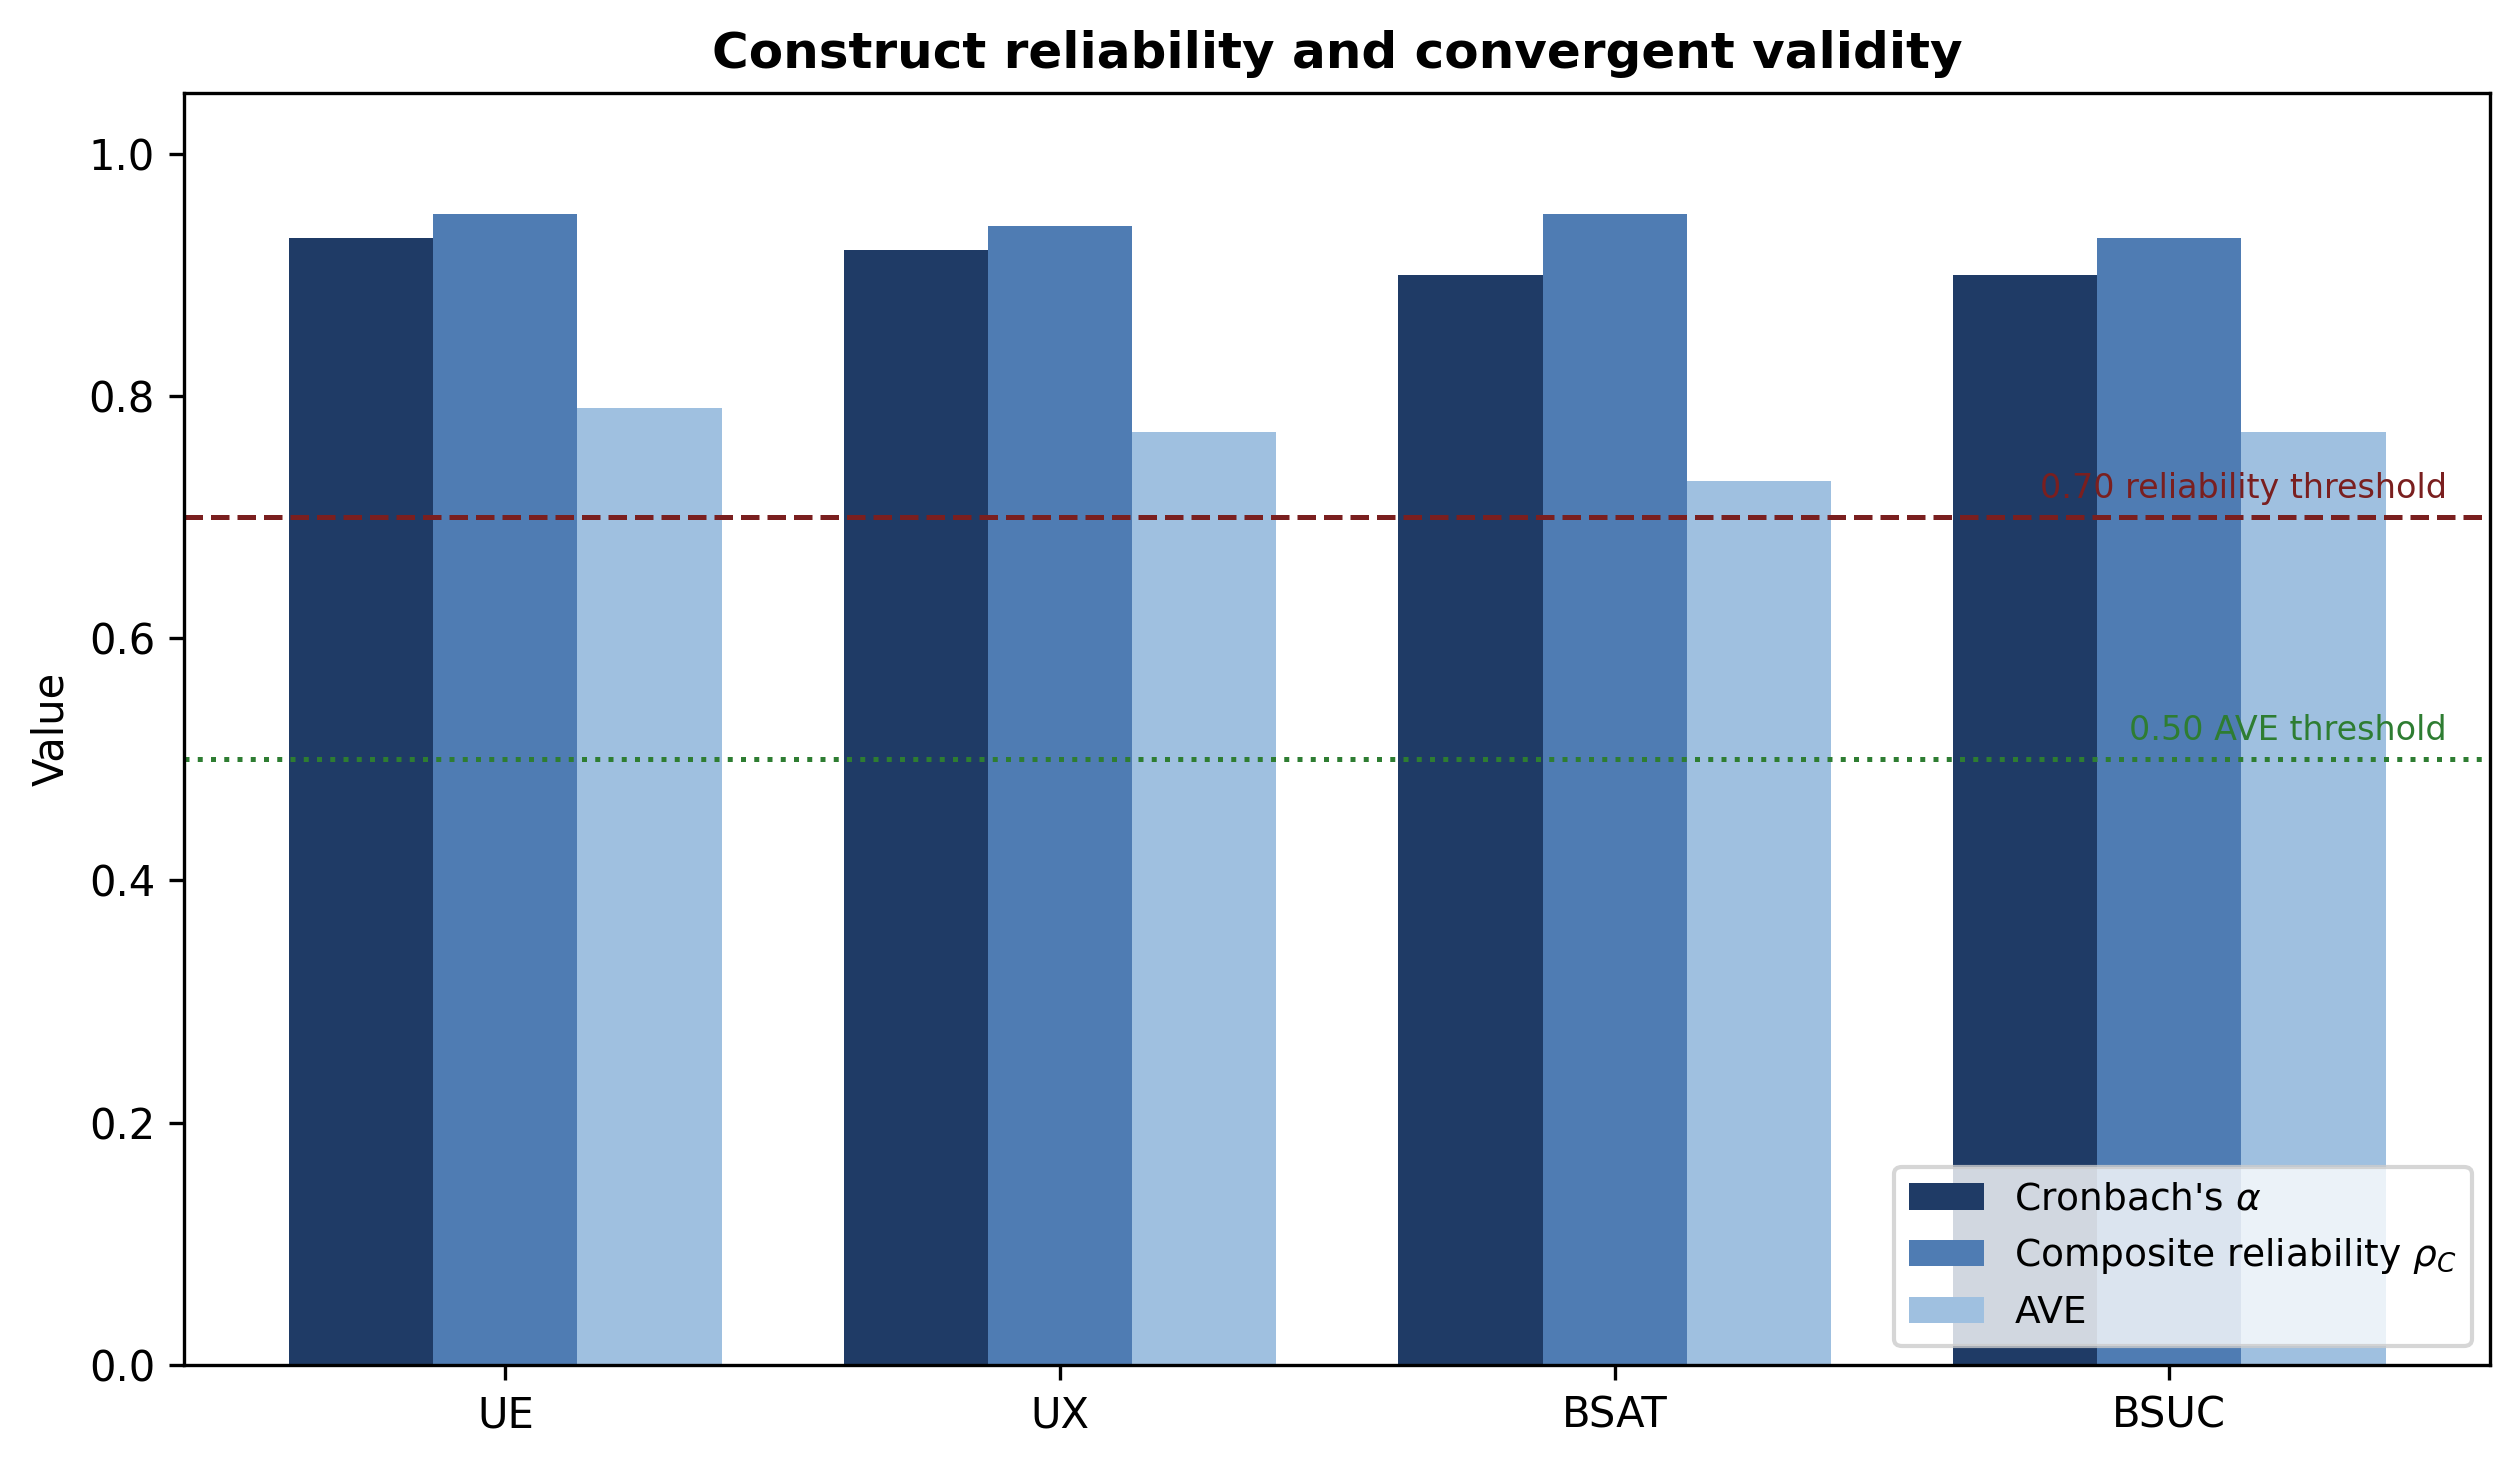 Construct reliability and convergent validity
Value
1.0
0.8
0.6
0.4
0.2
0.0
0.70 reliability threshold
0.50 AVE threshold
Cronbach's α
Composite reliability ρ_C
AVE
UE
UX
BSAT
BSUC